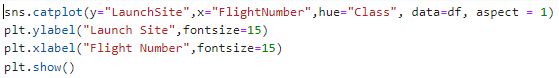 sns.catplot(y="LaunchSite",x="FlightNumber",hue="Class", data=df, aspect = 1)
plt.ylabel("Launch Site",fontsize=15)
plt.xlabel("Flight Number",fontsize=15)
plt.show()